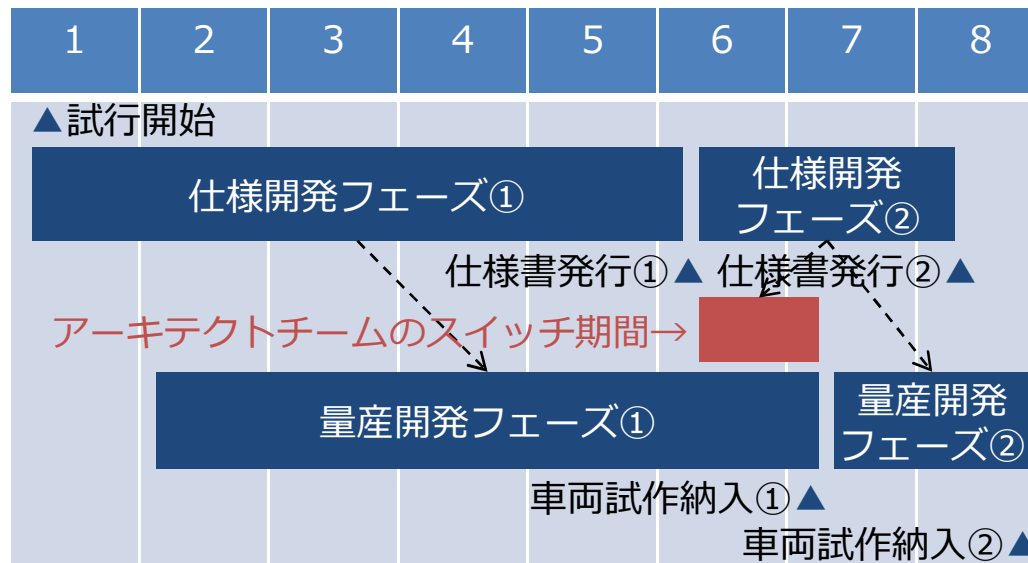 1 2 3 4 5 6 7 8
▲試行開始
仕様開発フェーズ①
仕様開発
フェーズ②
仕様書発行①▲
仕様書発行②▲
アーキテクトチームのスイッチ期間→
量産開発フェーズ①
量産開発
フェーズ②
車両試作納入①▲
車両試作納入②▲